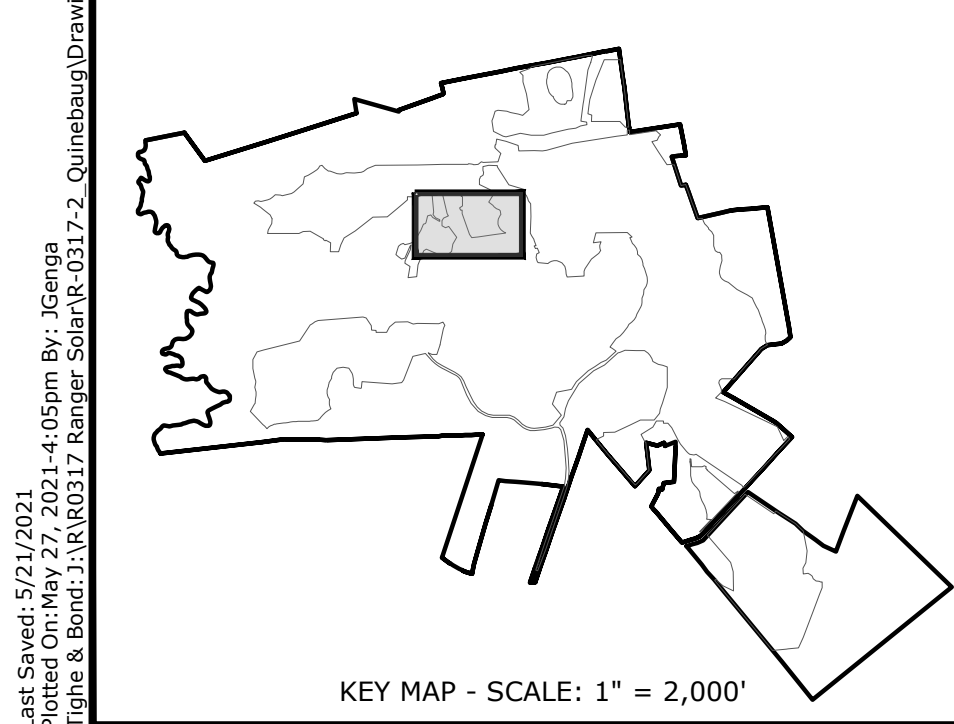 ast Saved: 5/21/2021
Plotted On:May 27, 2021-4:05pm By: JGenga
Tighe & Bond: J:\R\R0317 Ranger Solar\R-0317-2_Quinebaug\Drawi
KEY MAP - SCALE: 1" = 2,000'